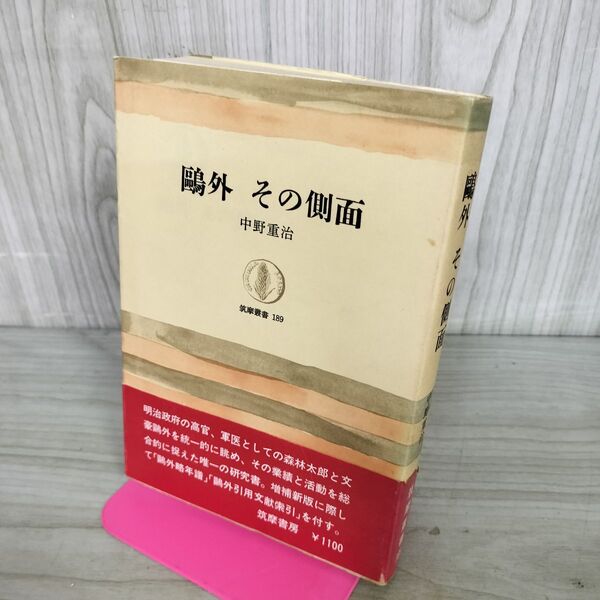 鷗外 その側面
中野重治
筑摩叢書 189
明治政府の高官、軍医としての森林太郎と文
豪鷗外を統一的に眺め、その業績と活動を総
合的に捉えた唯一の研究書。増補新版に際し
て「鷗外略年譜」「鷗外引用文献索引」を付す。
筑摩書房 ¥1100
鷗外 その側面